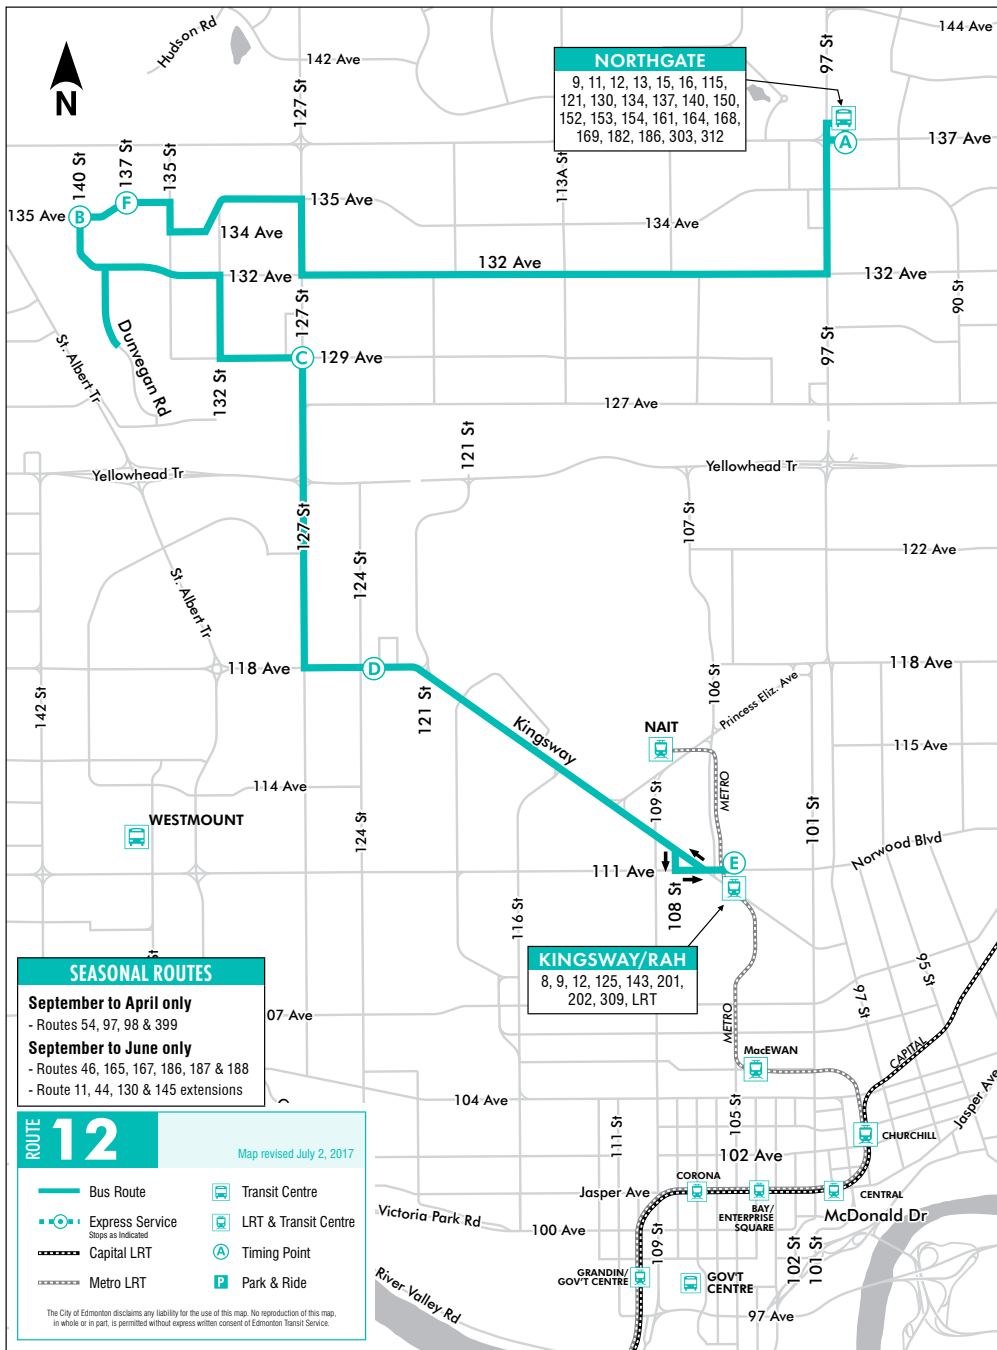 144 Ave
Hudson Rd
142 Ave
127 St
97 St
N
NORTHGATE
9, 11, 12, 13, 15, 16, 115,
121, 130, 134, 137, 140, 150,
152, 153, 154, 161, 164, 168,
169, 182, 186, 303, 312
A
137 Ave
140 St
137 St
135 St
113A St
135 Ave
B
F
135 Ave
134 Ave
134 Ave
132 Ave
132 Ave
132 Ave
90 St
127 St
97 St
Dunvegan Rd
St. Albert Tr
C
129 Ave
132 St
127 Ave
121 St
Yellowhead Tr
Yellowhead Tr
127 St
107 St
122 Ave
124 St
St. Albert Tr
118 Ave
D
118 Ave
121 St
106 St
Princess Eliz. Ave
142 St
Kingsway
NAIT
115 Ave
METRO
109 St
114 Ave
101 St
WESTMOUNT
124 St
Norwood Blvd
E
111 Ave
108 St
116 St
KINGSWAY/RAH
8, 9, 12, 125, 143, 201,
202, 309, LRT
95 St
97 St
SEASONAL ROUTES
September to April only
- Routes 54, 97, 98 & 399
September to June only
- Routes 46, 165, 167, 186, 187 & 188
- Route 11, 44, 130 & 145 extensions
07 Ave
METRO
CAPITAL
MacEWAN
104 Ave
105 St
111 St
Jasper Ave
CHURCHILL
102 Ave
CORONA
Jasper Ave
BAY/
ENTERPRISE
SQUARE
CENTRAL
McDonald Dr
Victoria Park Rd
100 Ave
109 St
102 St
101 St
GRANDIN/
GOV'T CENTRE
GOV'T
CENTRE
River Valley Rd
97 Ave
ROUTE 12
Map revised July 2, 2017
Bus Route
Transit Centre
Express Service
Stops as Indicated
LRT & Transit Centre
Capital LRT
A
Timing Point
Metro LRT
P
Park & Ride
The City of Edmonton disclaims any liability for the use of this map. No reproduction of this map,
in whole or in part, is permitted without express written consent of Edmonton Transit Service.